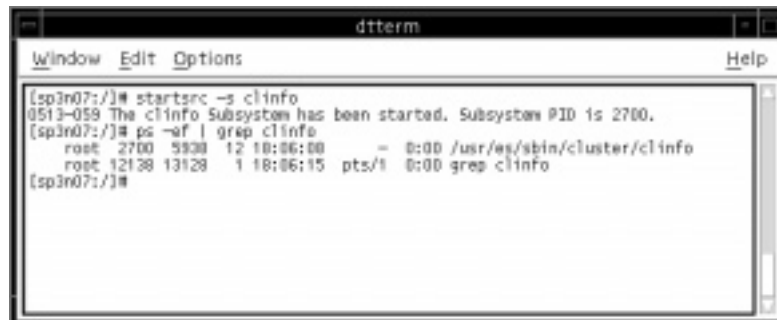 dtterm
Window Edit Options Help
[sp3n07:/]# startsrc -s clinfo
0513-059 The clinfo Subsystem has been started. Subsystem PID is 2700.
[sp3n07:/]# ps -ef | grep clinfo
root 2700 5938 12 18:06:08 - 0:00 /usr/es/sbin/cluster/clinfo
root 12138 13128 1 18:06:15 pts/1 0:00 grep clinfo
[sp3n07:/]#